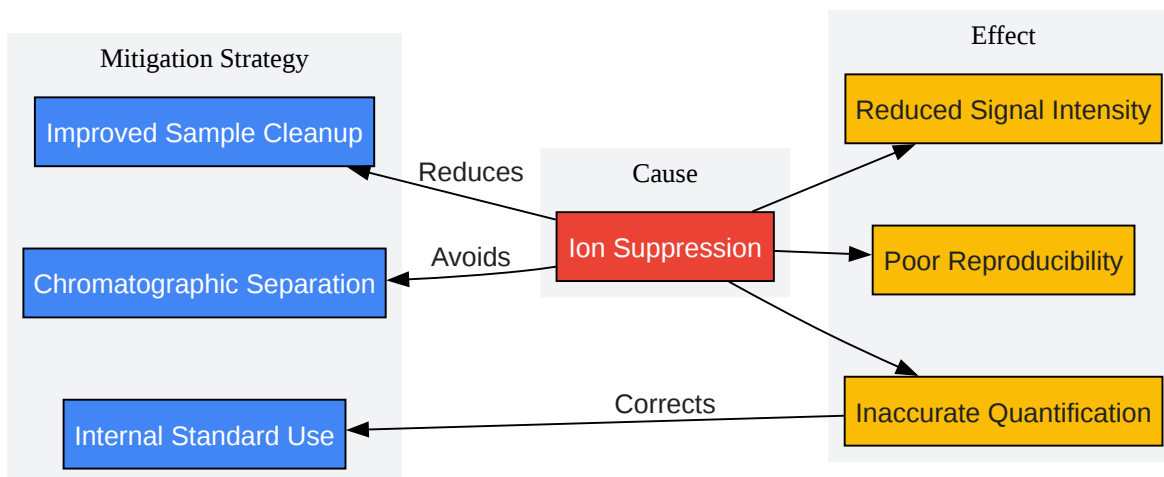 Mitigation Strategy
Improved Sample Cleanup
Chromatographic Separation
Internal Standard Use
Reduces
Avoids
Corrects
Cause
Ion Suppression
Effect
Reduced Signal Intensity
Poor Reproducibility
Inaccurate Quantification